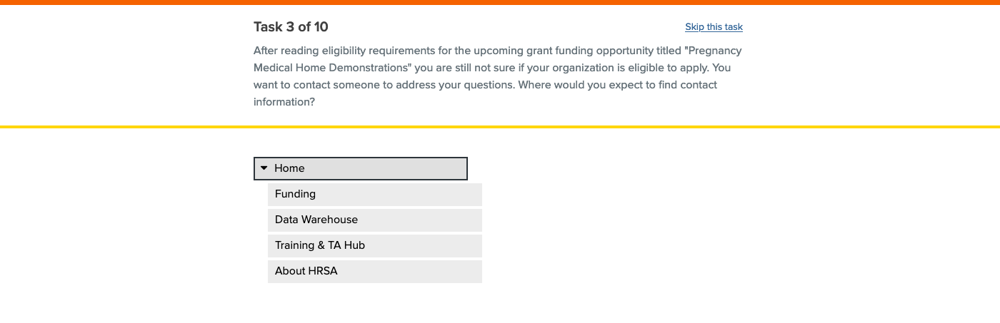 Task 3 of 10
Skip this task
After reading eligibility requirements for the upcoming grant funding opportunity titled "Pregnancy
Medical Home Demonstrations" you are still not sure if your organization is eligible to apply. You
want to contact someone to address your questions. Where would you expect to find contact
information?
Home
Funding
Data Warehouse
Training & TA Hub
About HRSA